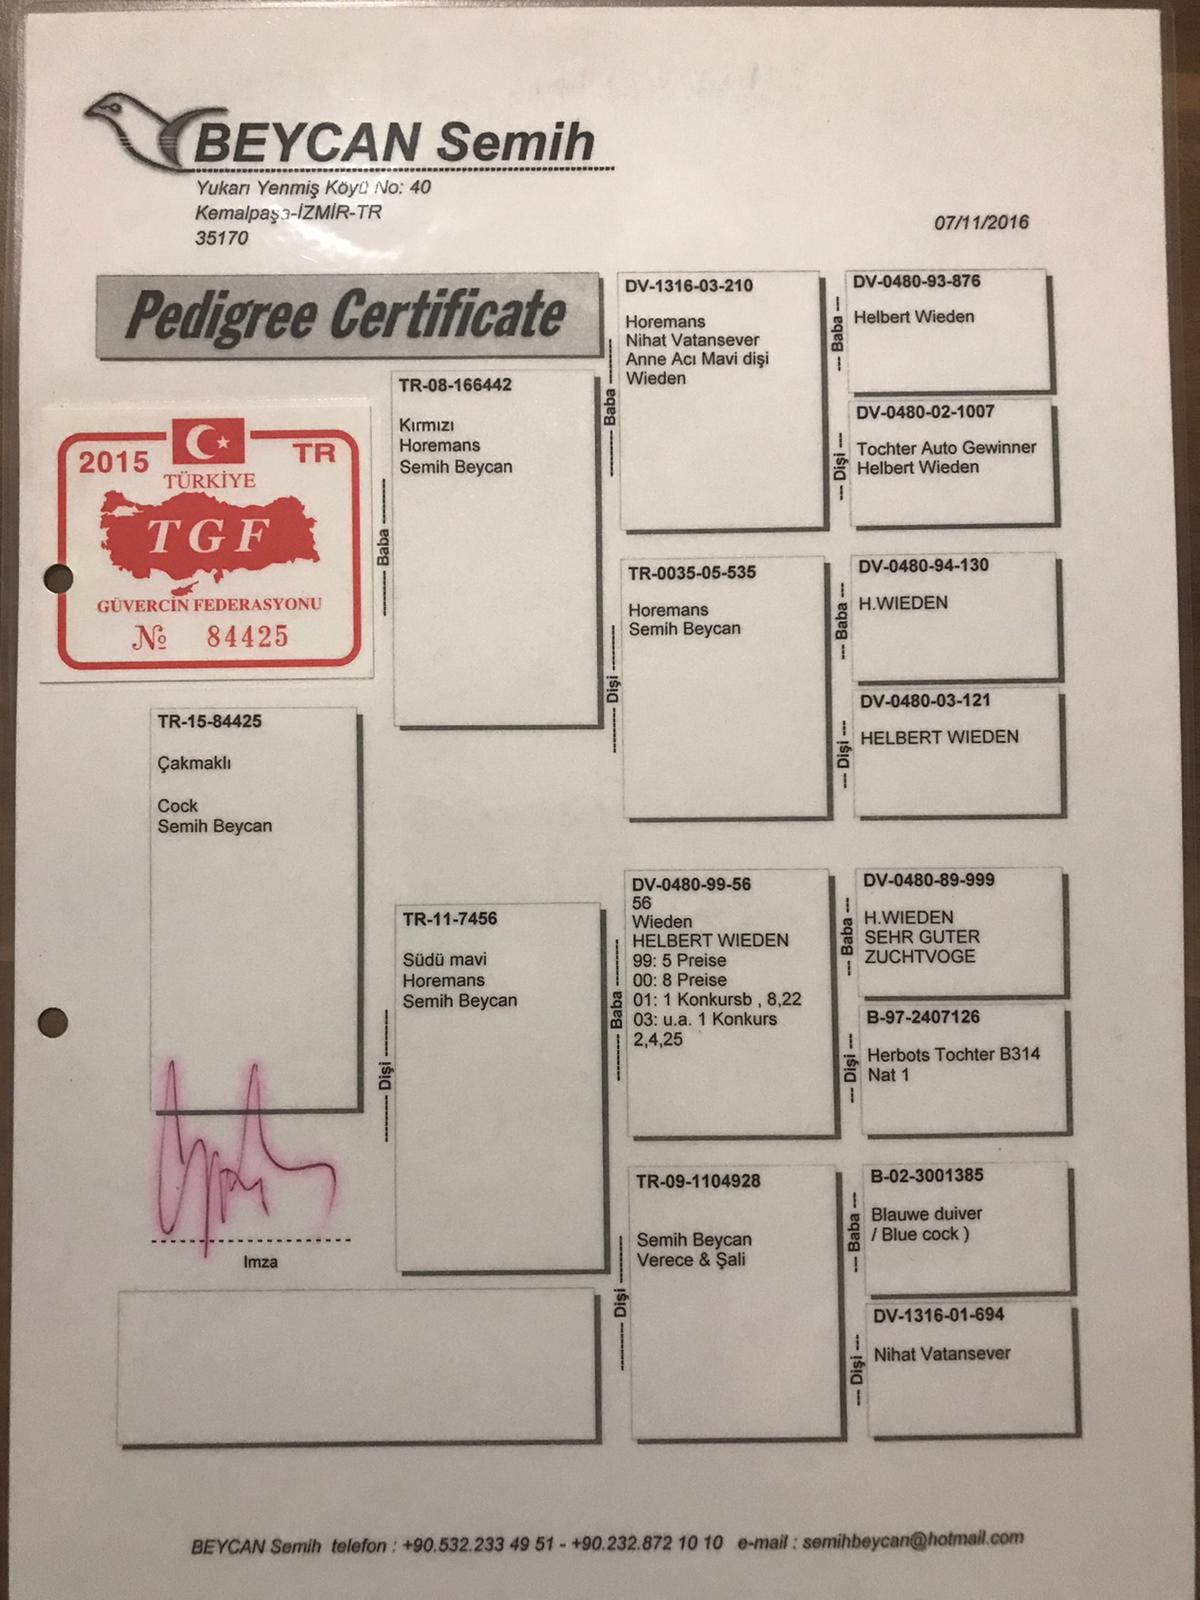 BEYCAN Semih
Yukarı Yenmiş Köyü No: 40
Kemalpaşa-İZMİR-TR
35170
07/11/2016
Pedigree Certificate
2015
TR
TÜRKİYE
TGF
GÜVERCİN FEDERASYONU
№ 84425
TR-15-84425
Çakmaklı
Cock
Semih Beycan
Imza
--------- Baba ---------
TR-08-166442
Kırmızı
Horemans
Semih Beycan
--------- Dişi ---------
TR-11-7456
Südü mavi
Horemans
Semih Beycan
-------- Baba --------
DV-1316-03-210
Horemans
Nihat Vatansever
Anne Acı Mavi dişi
Wieden
-------- Dişi --------
TR-0035-05-535
Horemans
Semih Beycan
-------- Baba --------
DV-0480-99-56
56
Wieden
HELBERT WIEDEN
99: 5 Preise
00: 8 Preise
01: 1 Konkursb , 8,22
03: u.a. 1 Konkurs
2,4,25
-------- Dişi --------
TR-09-1104928
Semih Beycan
Verece & Şali
--- Baba ---
DV-0480-93-876
Helbert Wieden
--- Dişi ---
DV-0480-02-1007
Tochter Auto Gewinner
Helbert Wieden
--- Baba ---
DV-0480-94-130
H.WIEDEN
--- Dişi ---
DV-0480-03-121
HELBERT WIEDEN
--- Baba ---
DV-0480-89-999
H.WIEDEN
SEHR GUTER
ZUCHTVOGE
--- Dişi ---
B-97-2407126
Herbots Tochter B314
Nat 1
--- Baba ---
B-02-3001385
Blauwe duiver
/ Blue cock )
--- Dişi ---
DV-1316-01-694
Nihat Vatansever
BEYCAN Semih telefon : +90.532.233 49 51 - +90.232.872 10 10 e-mail : semihbeycan@hotmail.com